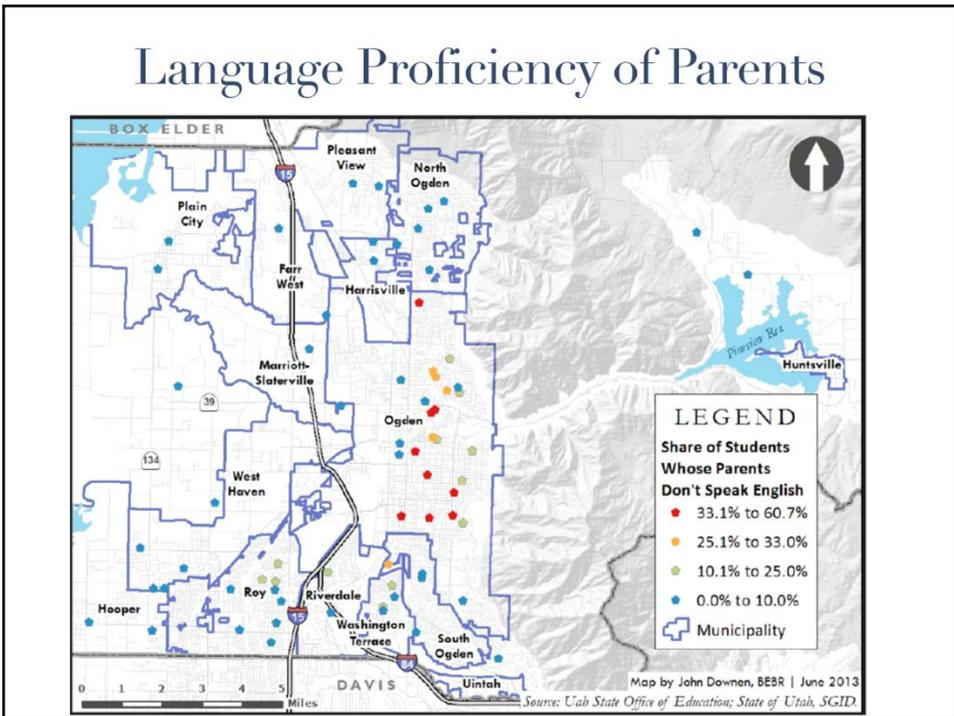 Language Proficiency of Parents
BOX ELDER
Pleasant
View
North
Ogden
15
Plain
City
Farr
West
Harrisville
Pineview Res.
Huntsville
Marriott-
Slaterville
39
Ogden
134
West
Haven
LEGEND
Share of Students
Whose Parents
Don't Speak English
33.1% to 60.7%
25.1% to 33.0%
10.1% to 25.0%
0.0% to 10.0%
Municipality
Hooper
Roy
Riverdale
15
Washington
Terrace
South
Ogden
84
Uintah
DAVIS
0 1 2 3 4 5
Miles
Map by John Downen, BEBR | June 2013
Source: Utah State Office of Education; State of Utah, SGID.